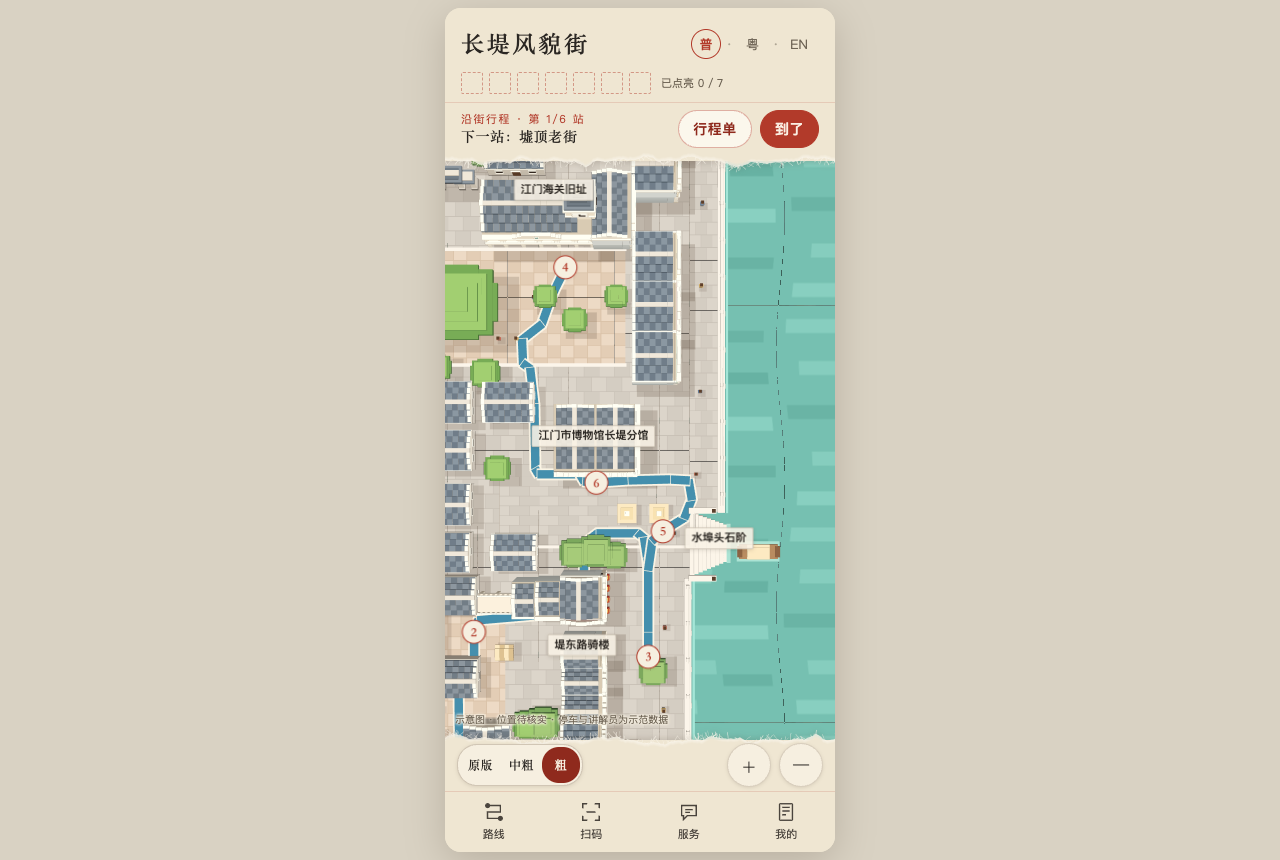 长堤风貌街
普 · 粤 · EN
已点亮 0 / 7
沿街行程 · 第 1/6 站
下一站：墟顶老街
行程单
到了
江门海关旧址
4
江门市博物馆长堤分馆
6
5
水埠头石阶
2
堤东路骑楼
3
示意图 · 位置待核实 · 停车与讲解员为示范数据
原版 中粗 粗
+ —
路线 扫码 服务 我的